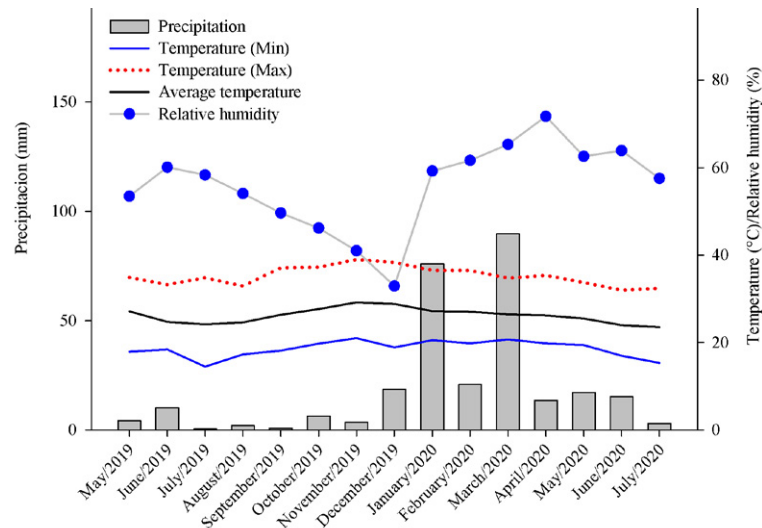 Precipitation
Temperature (Min)
Temperature (Max)
Average temperature
Relative humidity
Precipitacion (mm)
150
100
50
0
Temperature (°C)/Relative humidity (%)
80
60
40
20
0
May/2019
June/2019
July/2019
August/2019
September/2019
October/2019
November/2019
December/2019
January/2020
February/2020
March/2020
April/2020
May/2020
June/2020
July/2020